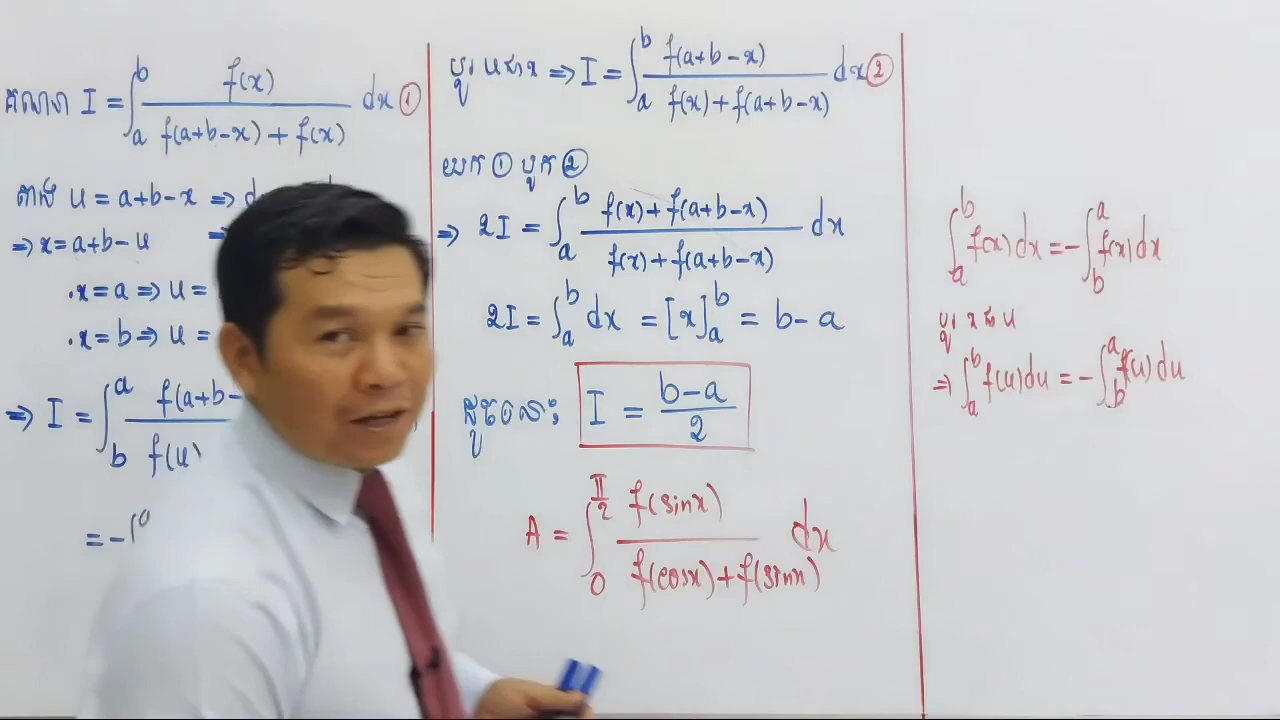 គណនា I = ∫_a^b f(x)/(f(a+b-x) + f(x)) dx ①
តាង u = a+b-x ⇒ d
⇒ x = a+b-u ⇒
.x = a ⇒ u =
.x = b ⇒ u =
⇒ I = ∫_b^a f(a+b-/f(u)
= -∫
ប្តូរ u ជា x ⇒ I = ∫_a^b f(a+b-x)/(f(x) + f(a+b-x)) dx ②
យក ① បូក ②
⇒ 2I = ∫_a^b (f(x) + f(a+b-x))/(f(x) + f(a+b-x)) dx
2I = ∫_a^b dx = [x]_a^b = b-a
ដូចនេះ I = (b-a)/2
A = ∫_0^{π/2} f(sinx)/(f(cosx) + f(sinx)) dx
∫_a^b f(x)dx = -∫_b^a f(x)dx
ប្តូរ x ជា u
⇒ ∫_a^b f(u)du = -∫_b^a f(u)du